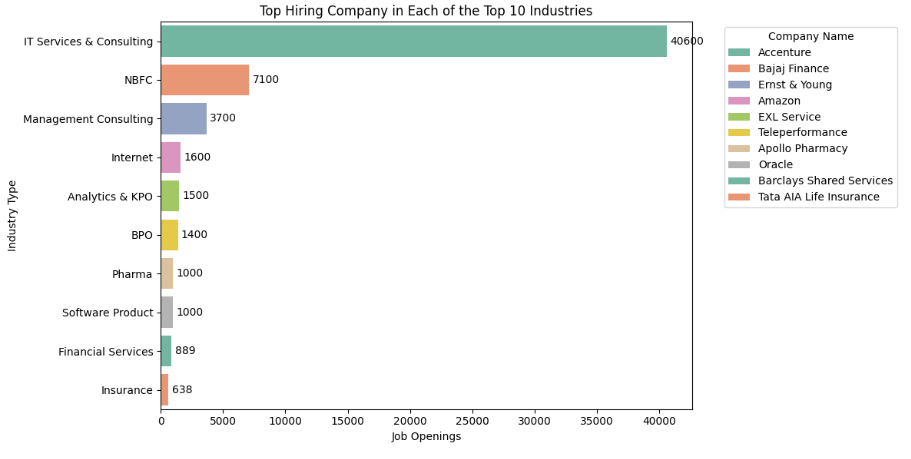 Top Hiring Company in Each of the Top 10 Industries
Industry Type
IT Services & Consulting 40600
NBFC 7100
Management Consulting 3700
Internet 1600
Analytics & KPO 1500
BPO 1400
Pharma 1000
Software Product 1000
Financial Services 889
Insurance 638
0 5000 10000 15000 20000 25000 30000 35000 40000
Job Openings
Company Name
Accenture
Bajaj Finance
Ernst & Young
Amazon
EXL Service
Teleperformance
Apollo Pharmacy
Oracle
Barclays Shared Services
Tata AIA Life Insurance